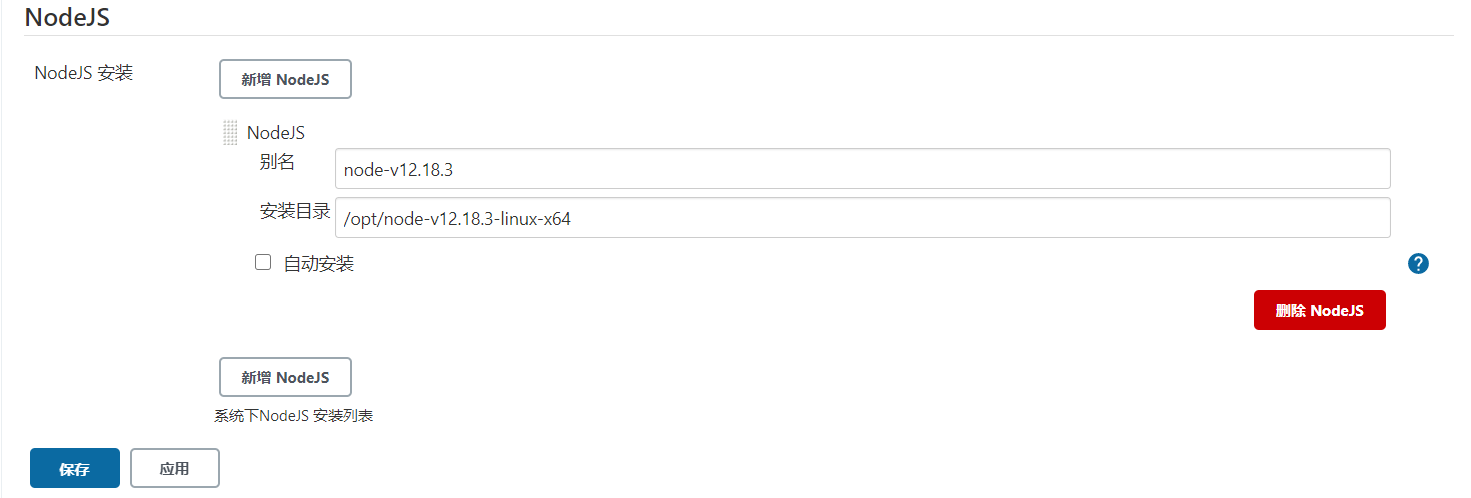 NodeJS
NodeJS 安装
新增 NodeJS
NodeJS
别名
node-v12.18.3
安装目录
/opt/node-v12.18.3-linux-x64
自动安装
?
删除 NodeJS
新增 NodeJS
系统下NodeJS 安装列表
保存
应用